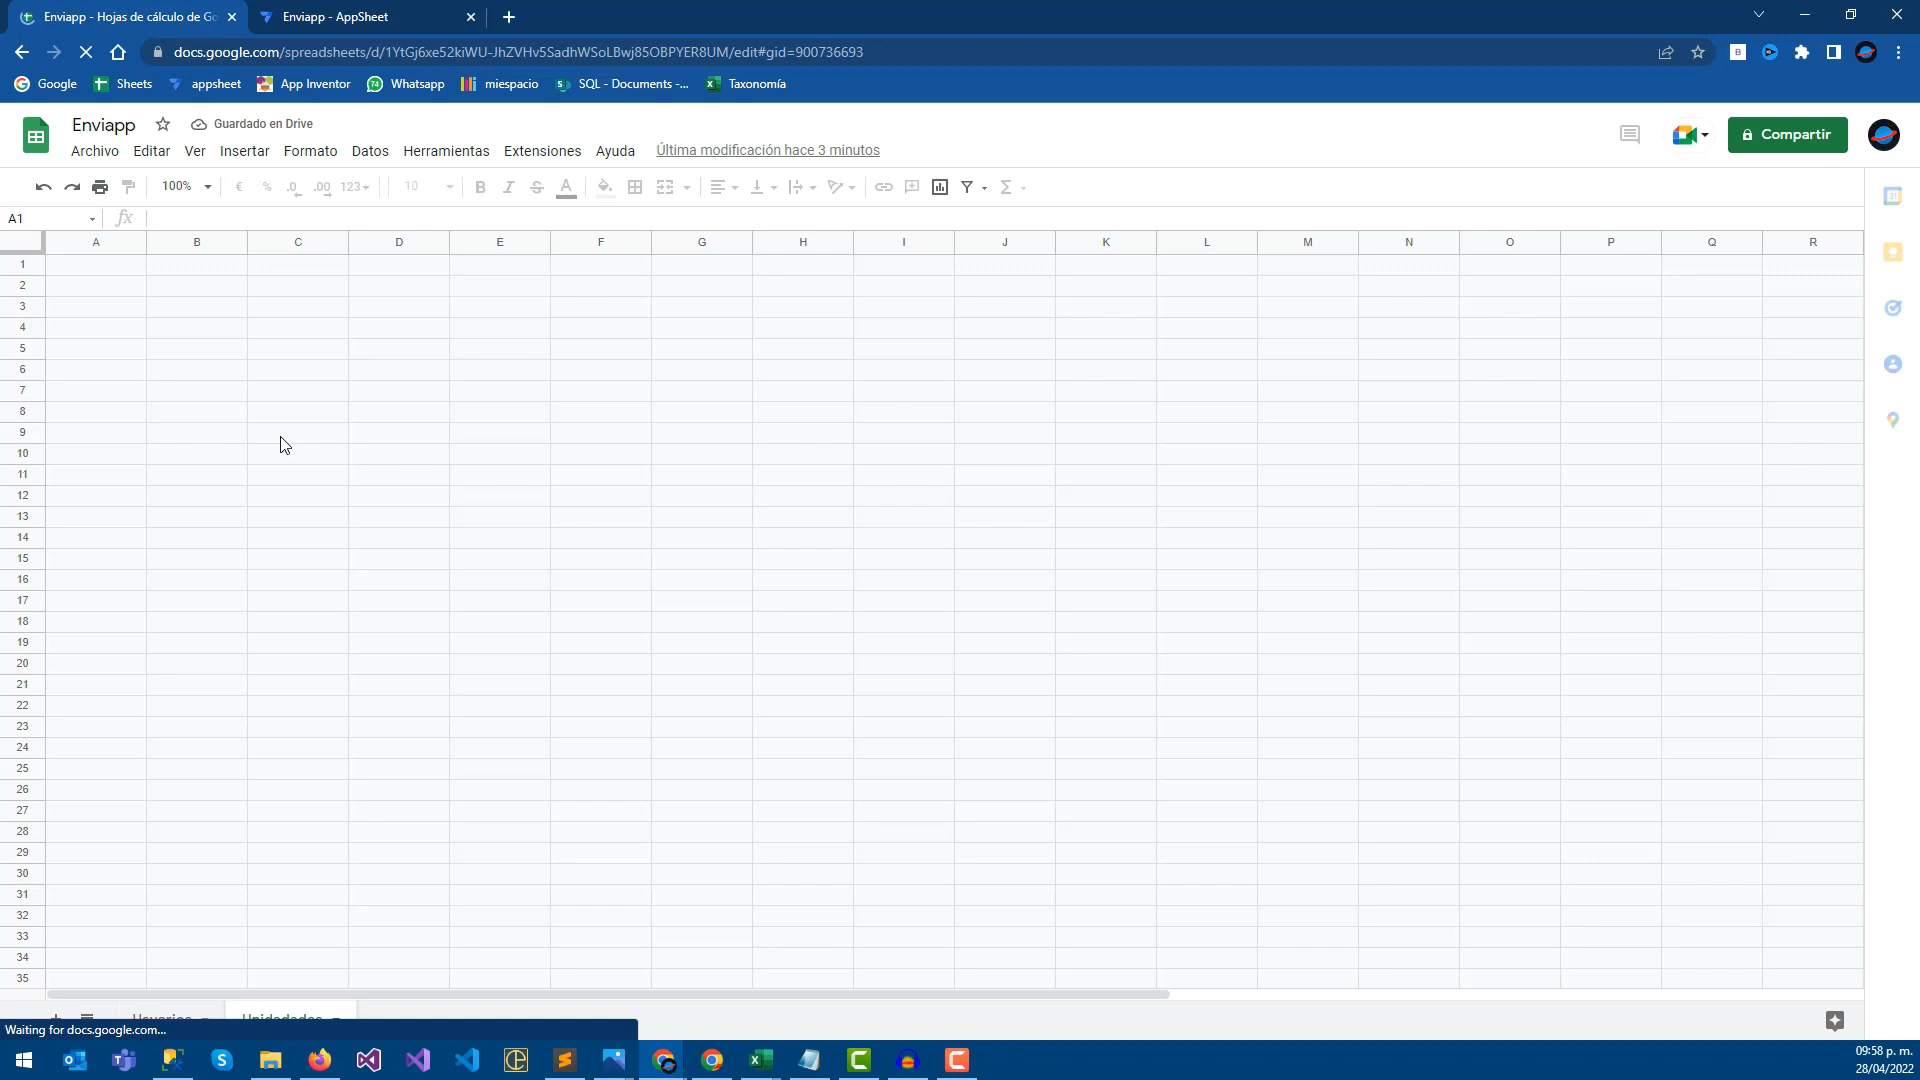 Enviapp - Hojas de cálculo de Go
Enviapp - AppSheet
docs.google.com/spreadsheets/d/1YtGj6xe52kiWU-JhZVHv5SadhWSoLBwj85OBPYER8UM/edit#gid=900736693
Google Sheets appsheet App Inventor Whatsapp miespacio SQL - Documents -... Taxonomía
Enviapp Guardado en Drive
Archivo Editar Ver Insertar Formato Datos Herramientas Extensiones Ayuda Última modificación hace 3 minutos
Compartir
100% € % .0 .00 123 10 B I S A
A1 fx
A B C D E F G H I J K L M N O P Q R
1
2
3
4
5
6
7
8
9
10
11
12
13
14
15
16
17
18
19
20
21
22
23
24
25
26
27
28
29
30
31
32
33
34
35
Usuarios Unidadades
Waiting for docs.google.com...
09:58 p. m.
28/04/2022